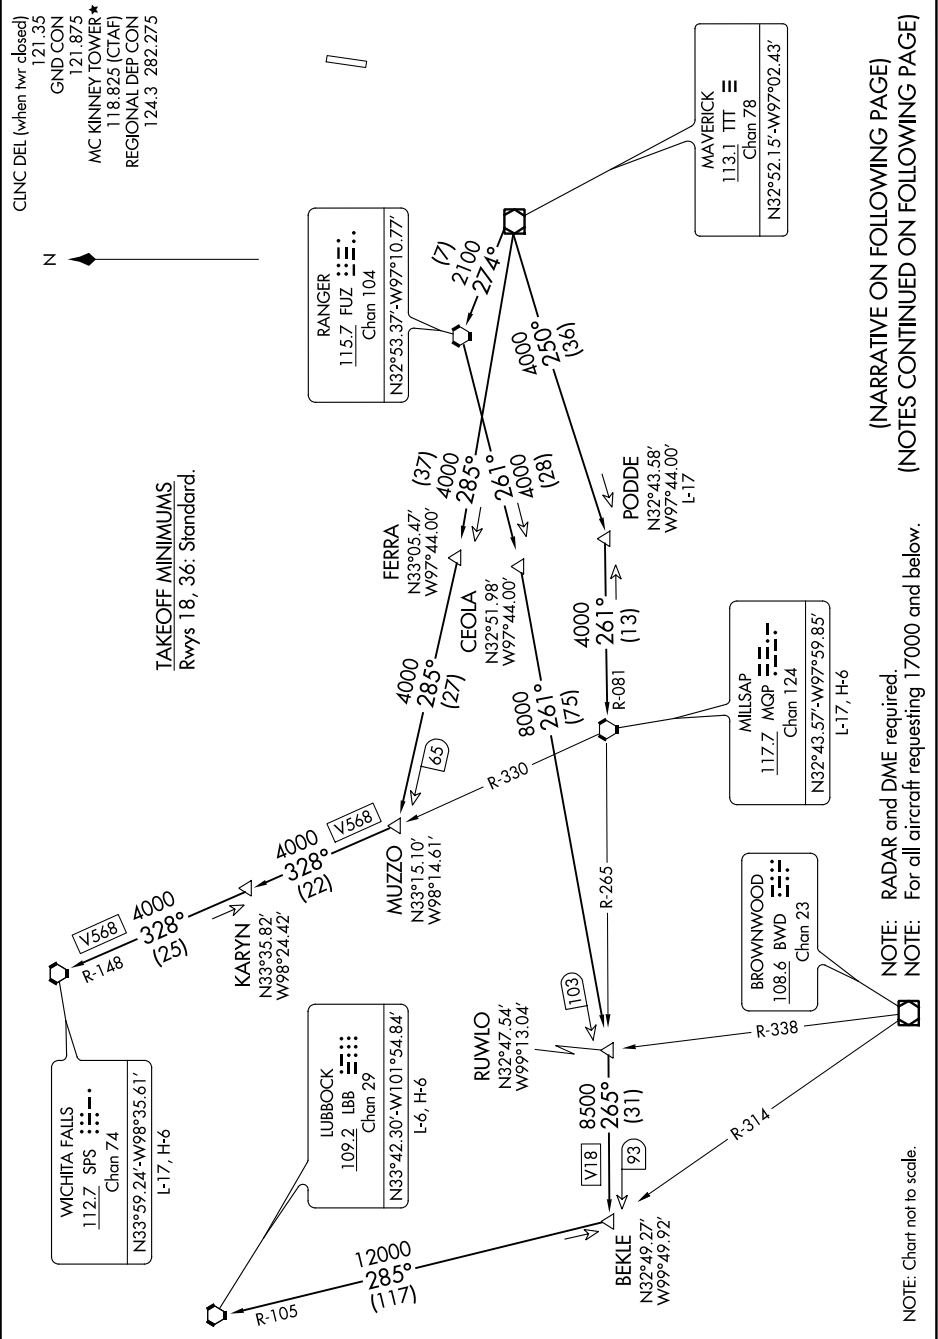 CLNC DEL (when twr closed)
121.35
GND CON
121.875
MC KINNEY TOWER★
118.825 (CTAF)
REGIONAL DEP CON
124.3 282.275
N
TAKEOFF MINIMUMS
Rwys 18, 36: Standard.
WICHITA FALLS
112.7 SPS
Chan 74
N33°59.24′-W98°35.61′
L-17, H-6
R-148
V568
4000
328°
(25)
KARYN
N33°35.82′
W98°24.42′
4000
328°
(22)
V568
MUZZO
N33°15.10′
W98°14.61′
65
4000
285°
(27)
FERRA
N33°05.47′
W97°44.00′
(37)
4000
285°
RANGER
115.7 FUZ
Chan 104
N32°53.37′-W97°10.77′
(7)
2100
274°
MAVERICK
113.1 TTT
Chan 78
N32°52.15′-W97°02.43′
261°
4000
(28)
CEOLA
N32°51.98′
W97°44.00′
4000
250°
(36)
PODDE
N32°43.58′
W97°44.00′
L-17
4000
261°
(13)
R-081
8000
261°
(75)
R-330
MILLSAP
117.7 MQP
Chan 124
N32°43.57′-W97°59.85′
L-17, H-6
R-265
LUBBOCK
109.2 LBB
Chan 29
N33°42.30′-W101°54.84′
L-6, H-6
R-105
12000
285°
(117)
RUWLO
N32°47.54′
W99°13.04′
103
8500
265°
(31)
V18
93
BEKLE
N32°49.27′
W99°49.92′
BROWNWOOD
108.6 BWD
Chan 23
R-338
R-314
NOTE: RADAR and DME required.
NOTE: For all aircraft requesting 17000 and below.
NOTE: Chart not to scale.
(NARRATIVE ON FOLLOWING PAGE)
(NOTES CONTINUED ON FOLLOWING PAGE)